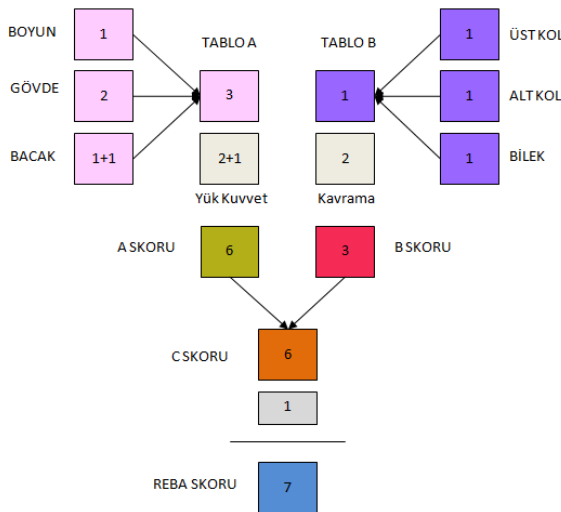 BOYUN 1 TABLO A TABLO B 1 ÜST KOL
GÖVDE 2 3 1 1 ALT KOL
BACAK 1+1 2+1 2 1 BİLEK
Yük Kuvvet Kavrama
A SKORU 6 3 B SKORU
C SKORU 6
1
REBA SKORU 7